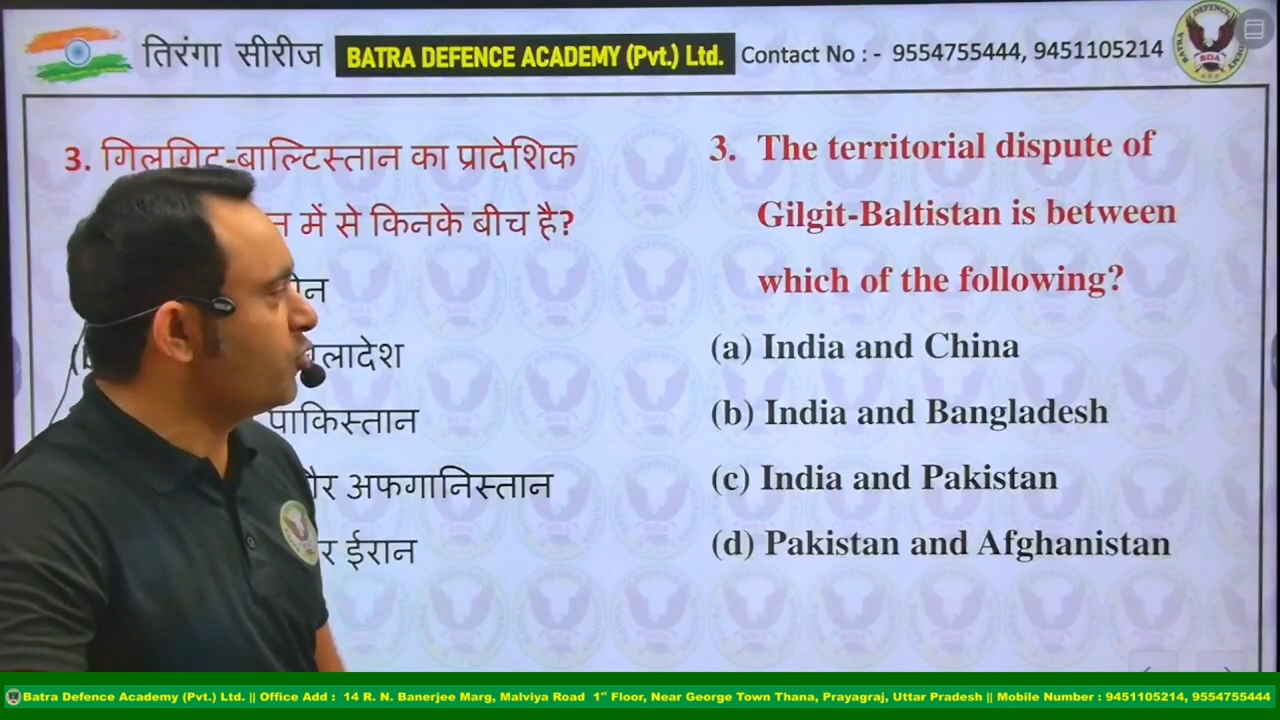 तिरंगा सीरीज BATRA DEFENCE ACADEMY (Pvt.) Ltd. Contact No : - 9554755444, 9451105214
3. गिलगिट-बाल्टिस्तान का प्रादेशिक
में से किनके बीच है?
पाकिस्तान
अफगानिस्तान
ईरान
3. The territorial dispute of
Gilgit-Baltistan is between
which of the following?
(a) India and China
(b) India and Bangladesh
(c) India and Pakistan
(d) Pakistan and Afghanistan
Batra Defence Academy (Pvt.) Ltd. || Office Add : 14 R. N. Banerjee Marg, Malviya Road 1st Floor, Near George Town Thana, Prayagraj, Uttar Pradesh || Mobile Number : 9451105214, 9554755444